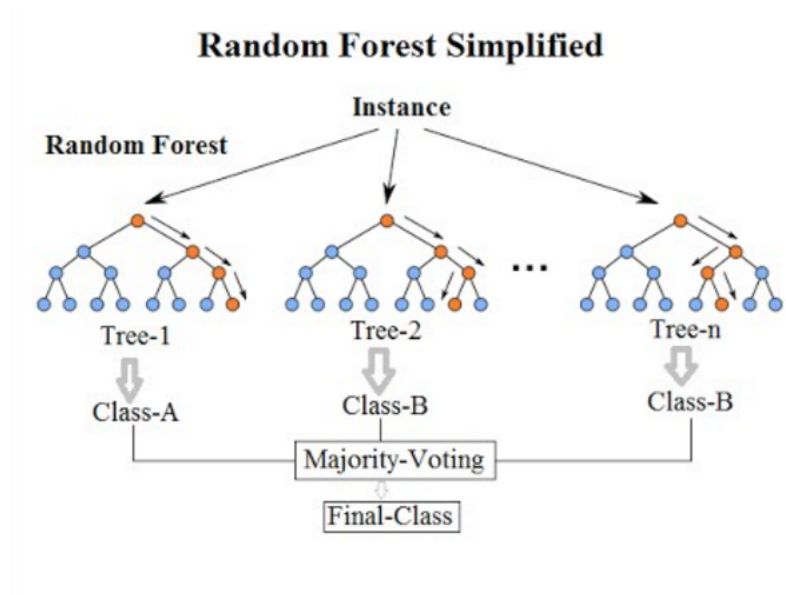 Random Forest Simplified
Instance
Random Forest
...
Tree-1
Tree-2
Tree-n
Class-A
Class-B
Class-B
Majority-Voting
Final-Class